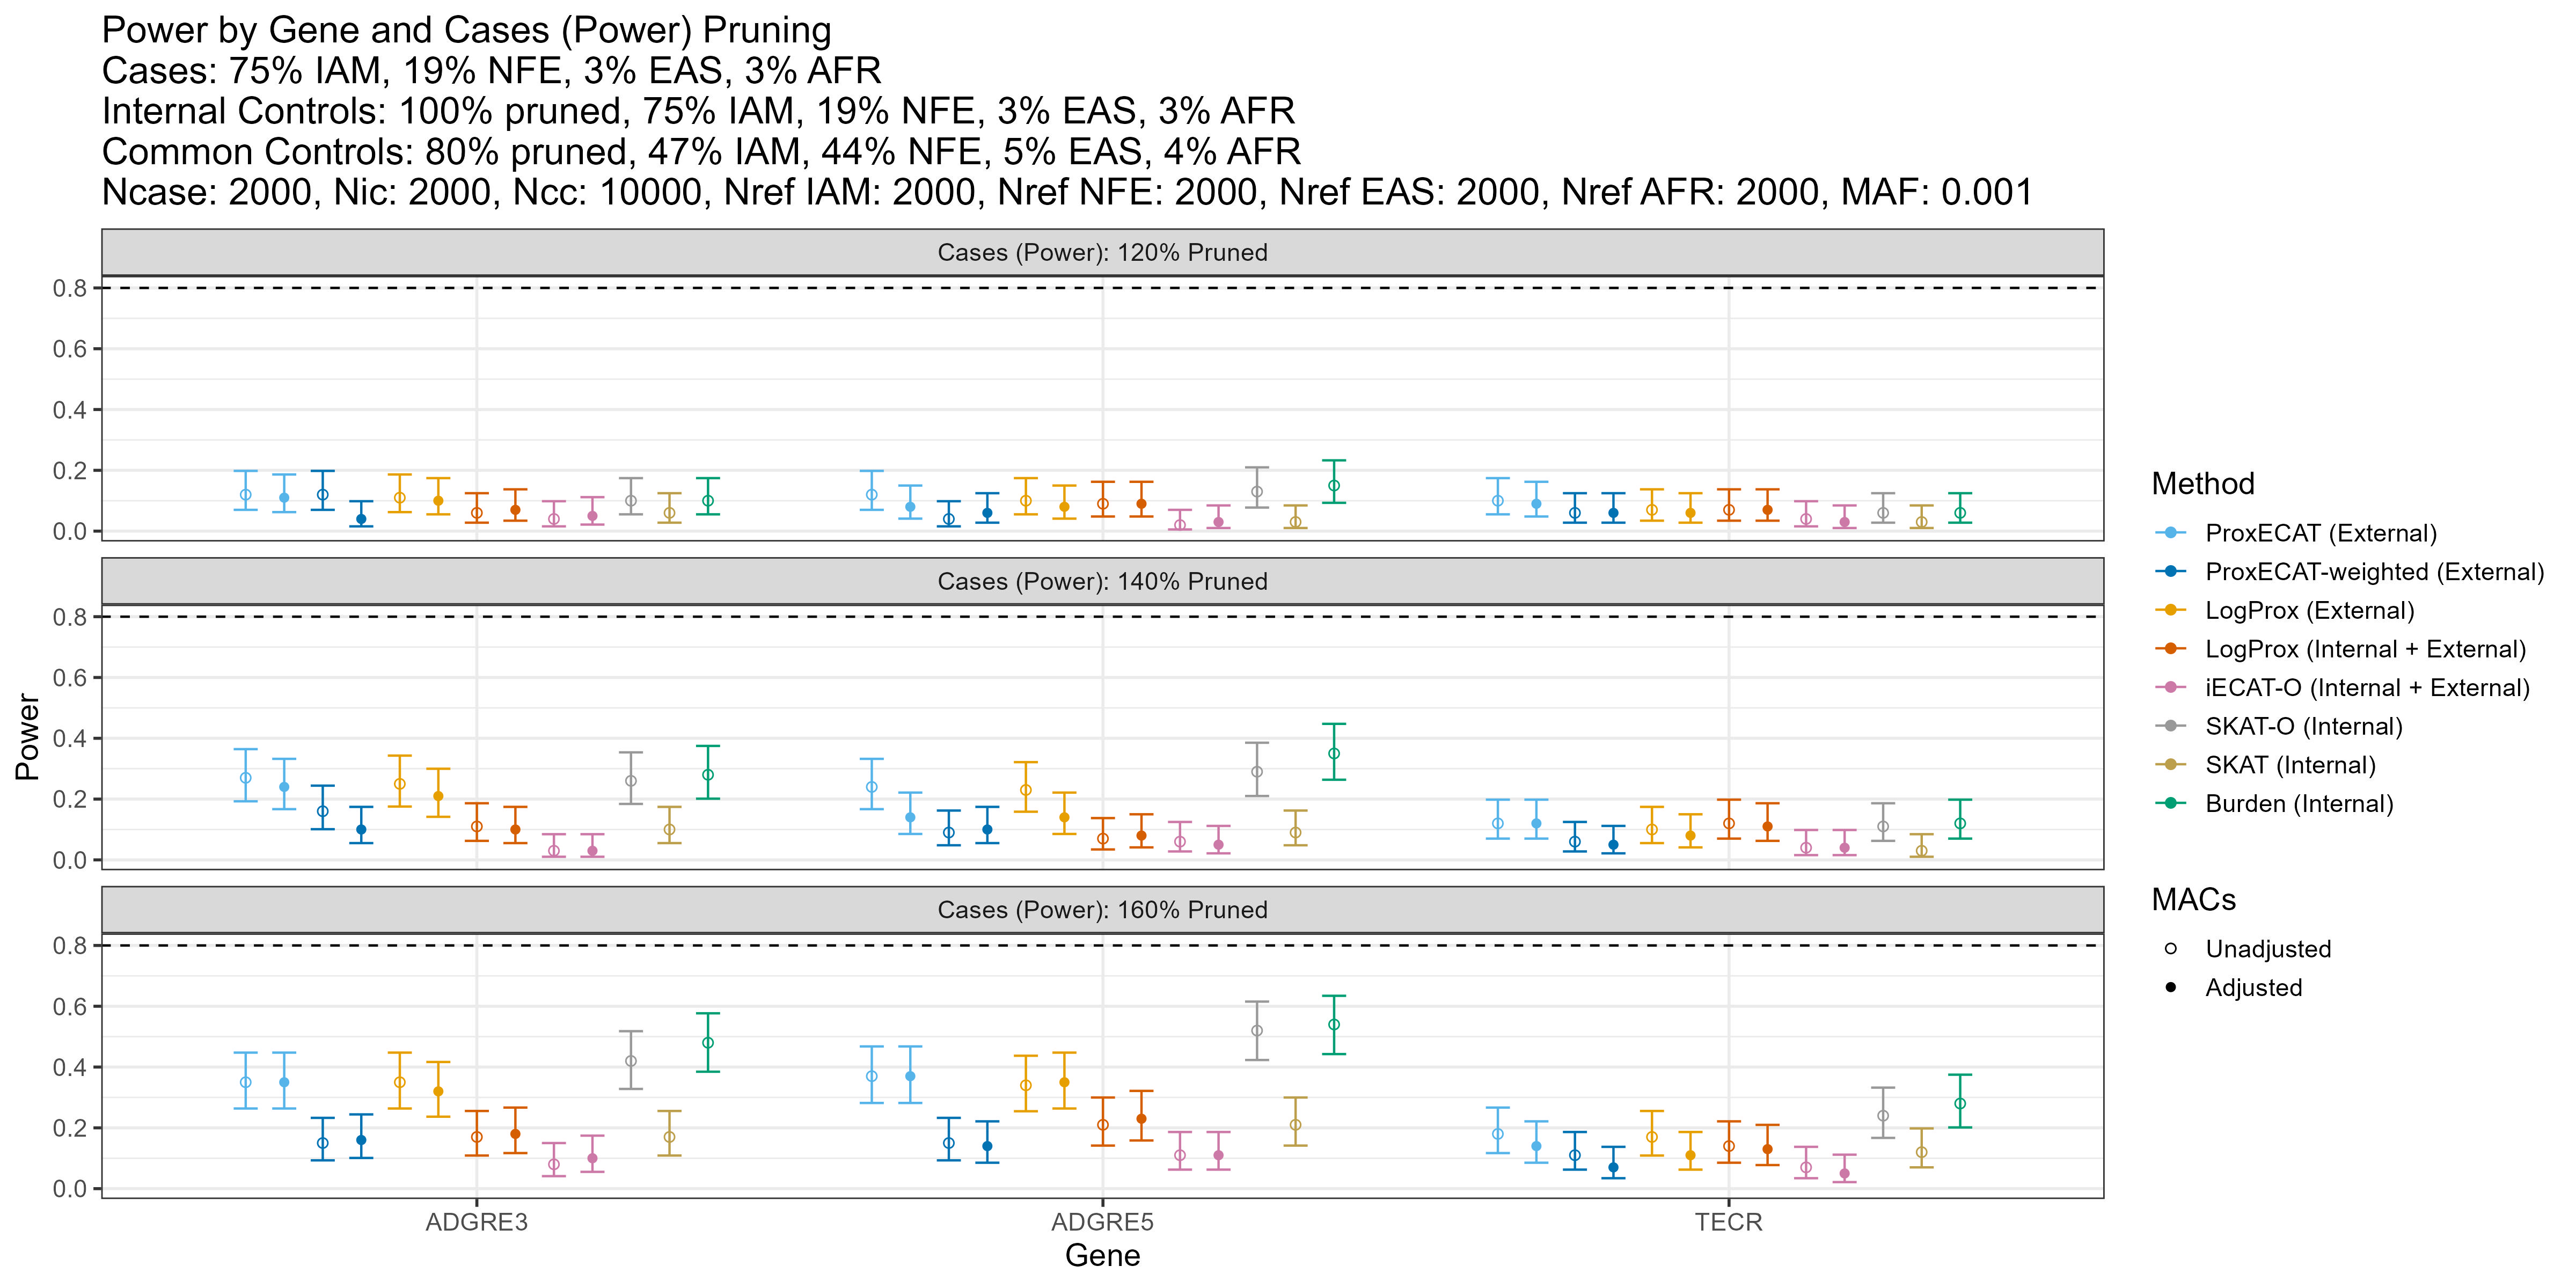 Power by Gene and Cases (Power) Pruning
Cases: 75% IAM, 19% NFE, 3% EAS, 3% AFR
Internal Controls: 100% pruned, 75% IAM, 19% NFE, 3% EAS, 3% AFR
Common Controls: 80% pruned, 47% IAM, 44% NFE, 5% EAS, 4% AFR
Ncase: 2000, Nic: 2000, Ncc: 10000, Nref IAM: 2000, Nref NFE: 2000, Nref EAS: 2000, Nref AFR: 2000, MAF: 0.001
Cases (Power): 120% Pruned
0.8
0.6
0.4
0.2
0.0
Cases (Power): 140% Pruned
0.8
0.6
0.4
0.2
0.0
Cases (Power): 160% Pruned
0.8
0.6
0.4
0.2
0.0
Power
ADGRE3
ADGRE5
TECR
Gene
Method
ProxECAT (External)
ProxECAT-weighted (External)
LogProx (External)
LogProx (Internal + External)
iECAT-O (Internal + External)
SKAT-O (Internal)
SKAT (Internal)
Burden (Internal)
MACs
Unadjusted
Adjusted